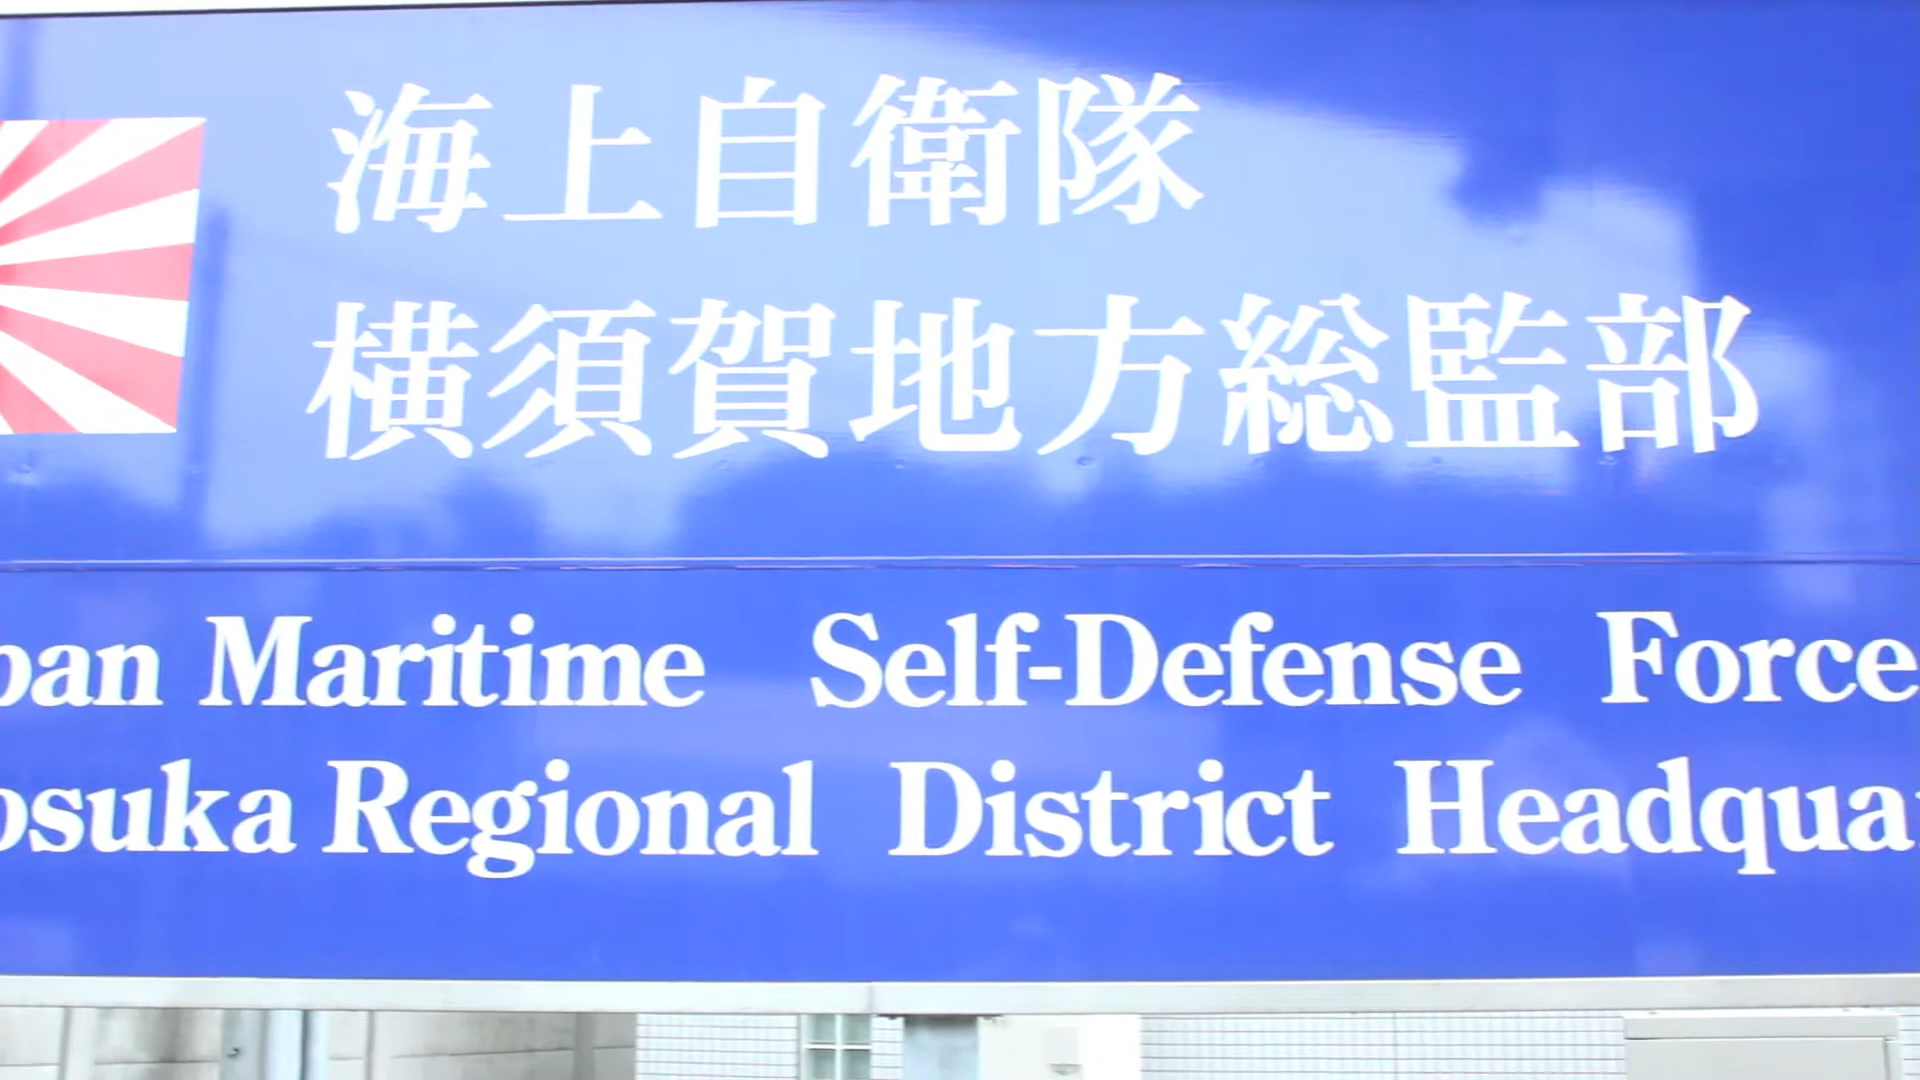 海上自衛隊
横須賀地方総監部
pan Maritime Self-Defense Force
osuka Regional District Headqua